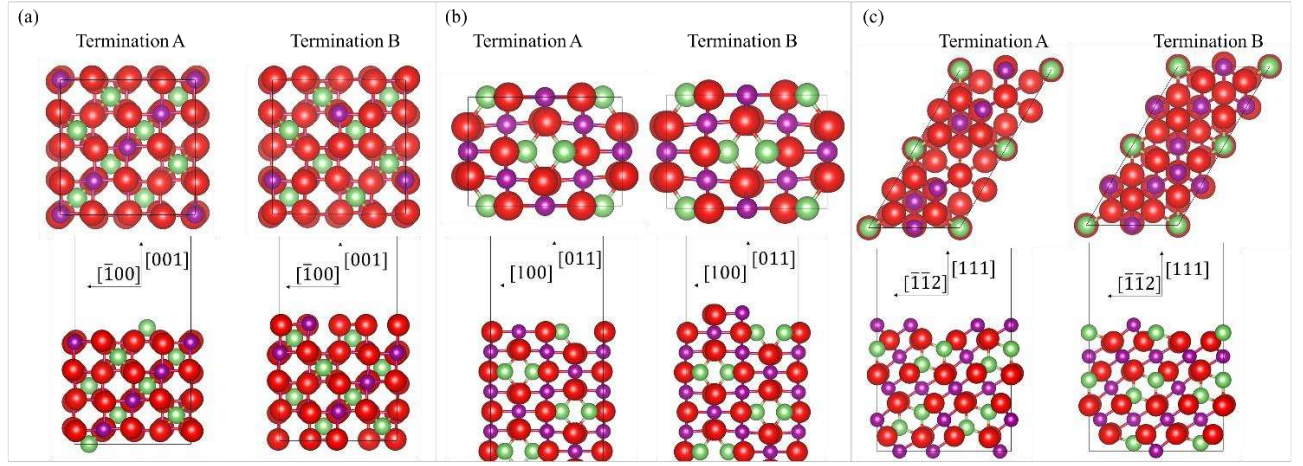 (a)
Termination A
Termination B
[001]
[1̅00]
[001]
[1̅00]
(b)
Termination A
Termination B
[011]
[100]
[011]
[100]
(c)
Termination A
Termination B
[111]
[1̅1̅2]
[111]
[1̅1̅2]